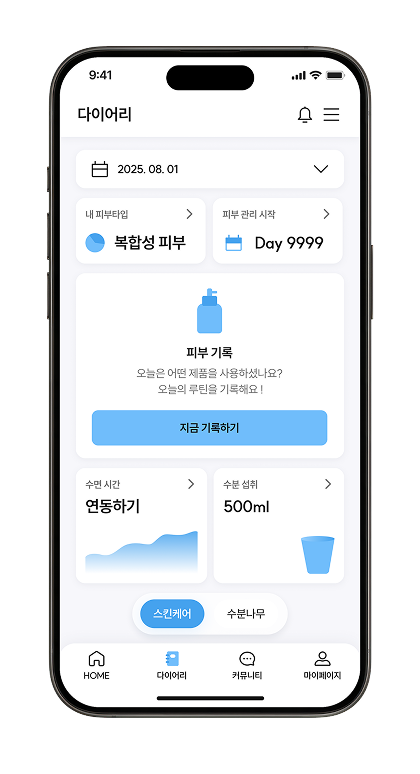 9:41
다이어리
2025. 08. 01
내 피부타입
복합성 피부
피부 관리 시작
Day 9999
피부 기록
오늘은 어떤 제품을 사용하셨나요?
오늘의 루틴을 기록해요 !
지금 기록하기
수면 시간
연동하기
수분 섭취
500ml
스킨케어
수분나무
HOME
다이어리
커뮤니티
마이페이지